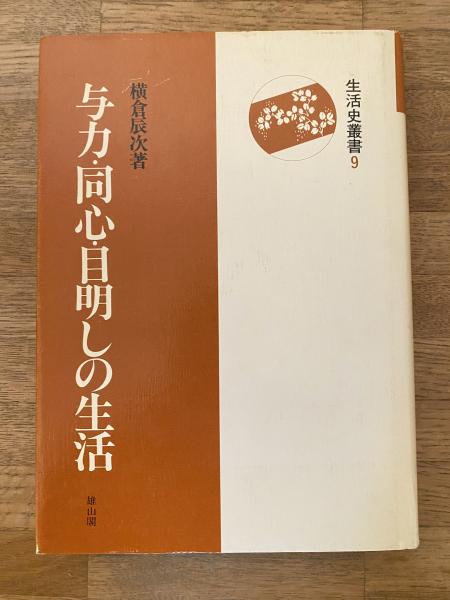 生活史叢書9
横倉辰次著
与力・同心・目明しの生活
雄山閣